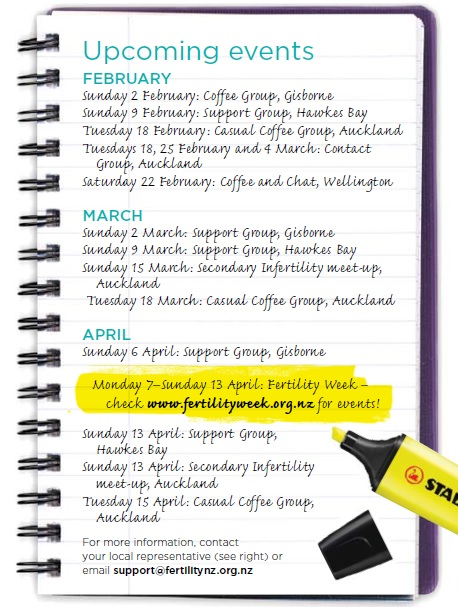 Upcoming events
FEBRUARY
Sunday 2 February: Coffee Group, Gisborne
Sunday 9 February: Support Group, Hawkes Bay
Tuesday 18 February: Casual Coffee Group, Auckland
Tuesdays 18, 25 February and 4 March: Contact
Group, Auckland
Saturday 22 February: Coffee and Chat, Wellington
MARCH
Sunday 2 March: Support Group, Gisborne
Sunday 9 March: Support Group, Hawkes Bay
Sunday 15 March: Secondary Infertility meet-up,
Auckland
Tuesday 18 March: Casual Coffee Group, Auckland
APRIL
Sunday 6 April: Support Group, Gisborne
Monday 7–Sunday 13 April: Fertility Week –
check www.fertilityweek.org.nz for events!
Sunday 13 April: Support Group,
Hawkes Bay
Sunday 13 April: Secondary Infertility
meet-up, Auckland
Tuesday 15 April: Casual Coffee Group,
Auckland
For more information, contact
your local representative (see right) or
email support@fertilitynz.org.nz